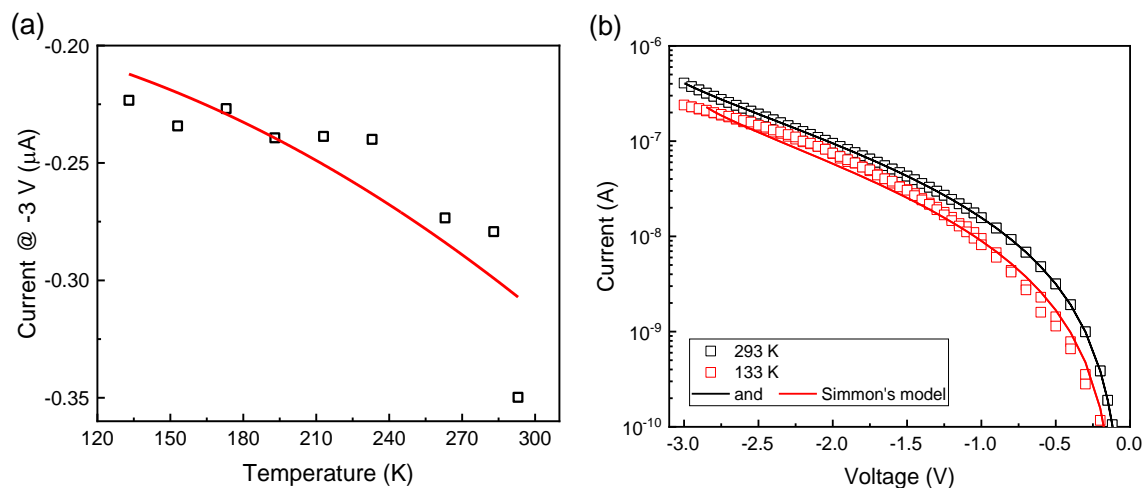 (a)
-0.20
-0.25
-0.30
-0.35
Current @ -3 V (μA)
120 150 180 210 240 270 300
Temperature (K)
(b)
10-6
10-7
10-8
10-9
10-10
Current (A)
293 K
133 K
and Simmon's model
-3.0 -2.5 -2.0 -1.5 -1.0 -0.5 0.0
Voltage (V)